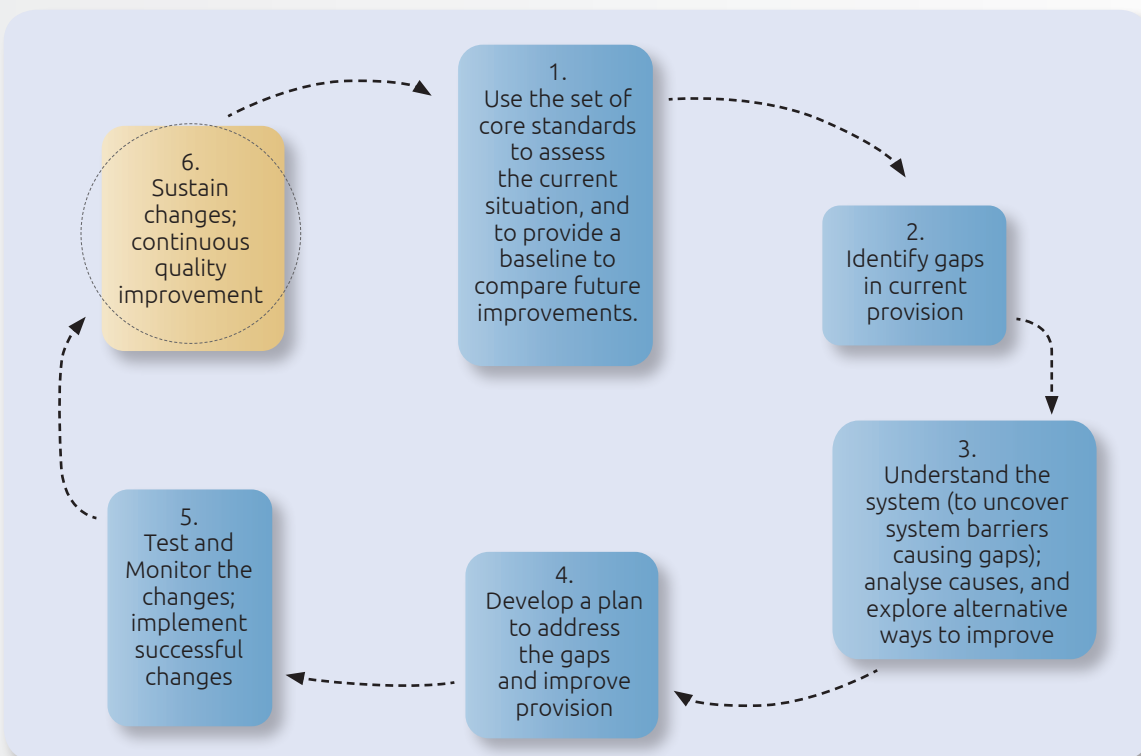 1.
Use the set of
core standards
to assess
the current
situation, and
to provide a
baseline to
compare future
improvements.
2.
Identify gaps
in current
provision
3.
Understand the
system (to uncover
system barriers
causing gaps);
analyse causes, and
explore alternative
ways to improve
4.
Develop a plan
to address
the gaps
and improve
provision
5.
Test and
Monitor the
changes;
implement
successful
changes
6.
Sustain
changes;
continuous
quality
improvement